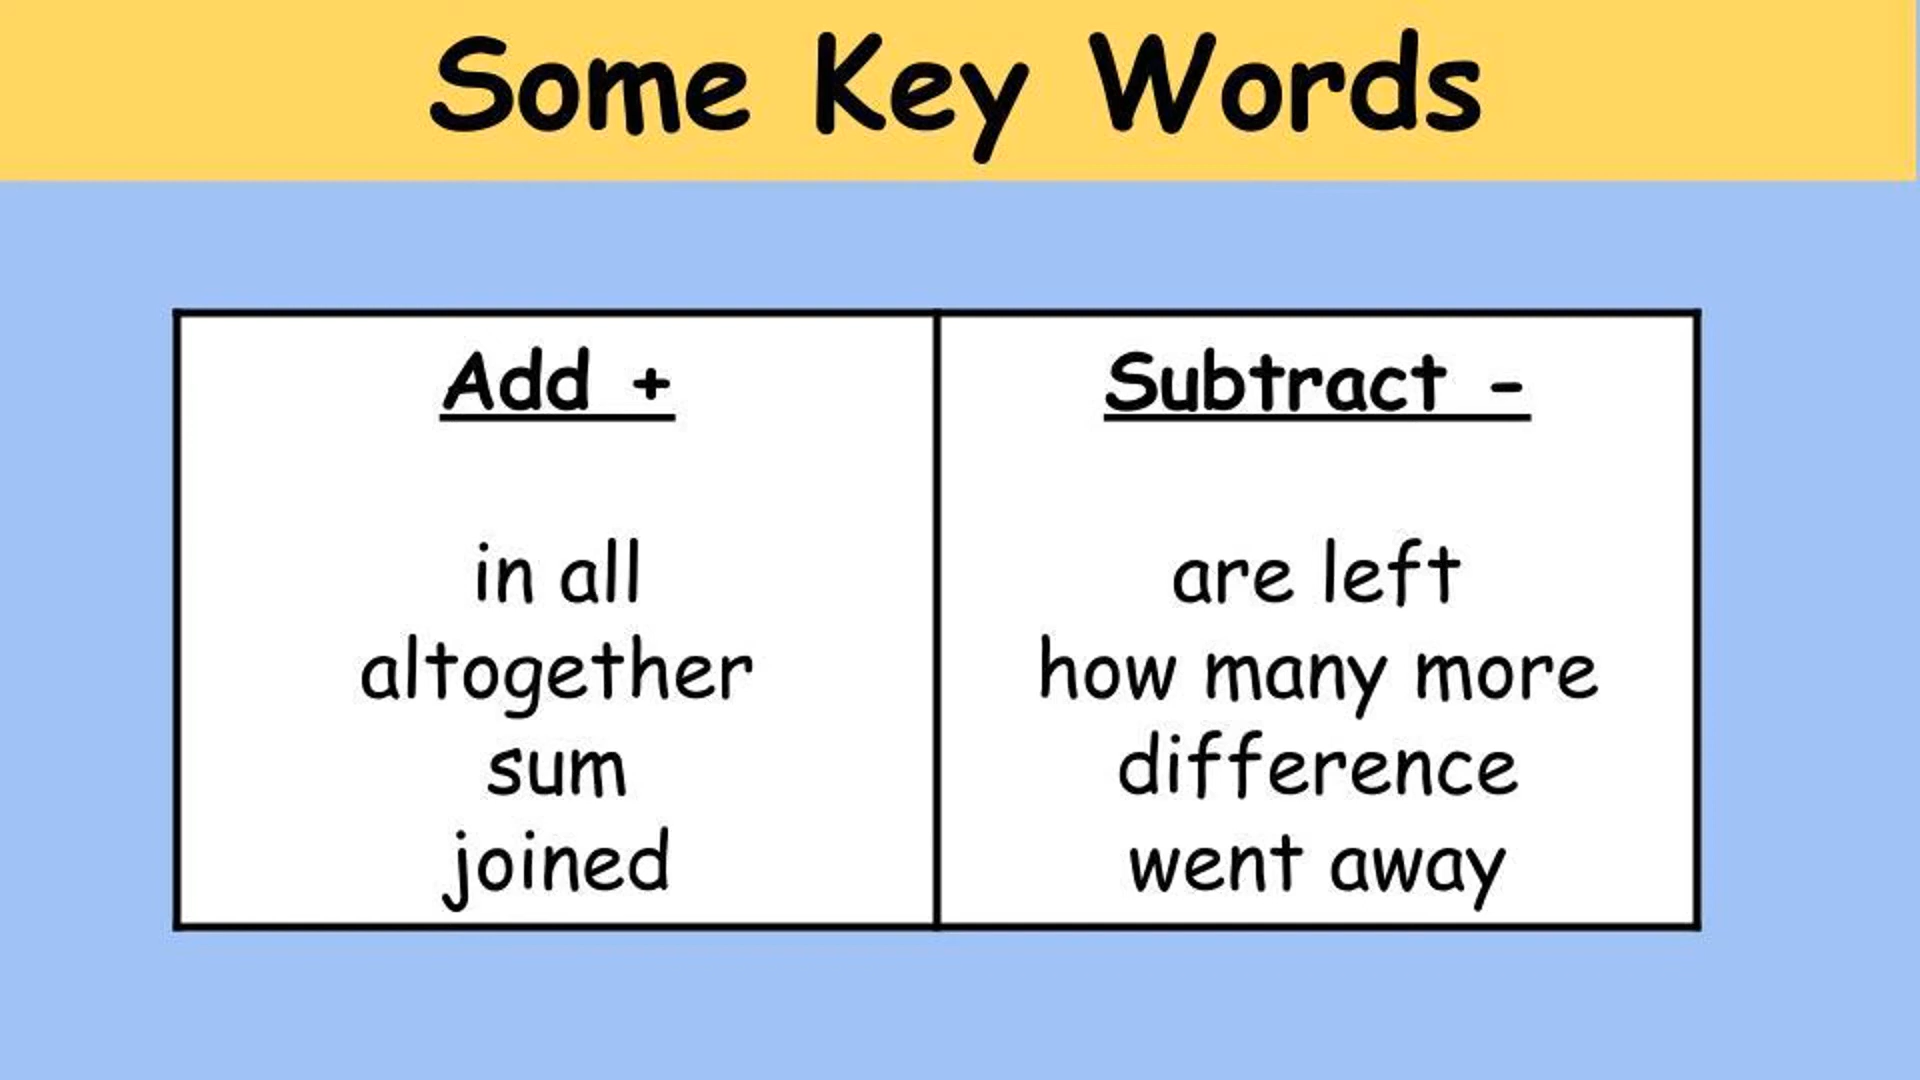 Some Key Words
Add +
in all
altogether
sum
joined
Subtract -
are left
how many more
difference
went away